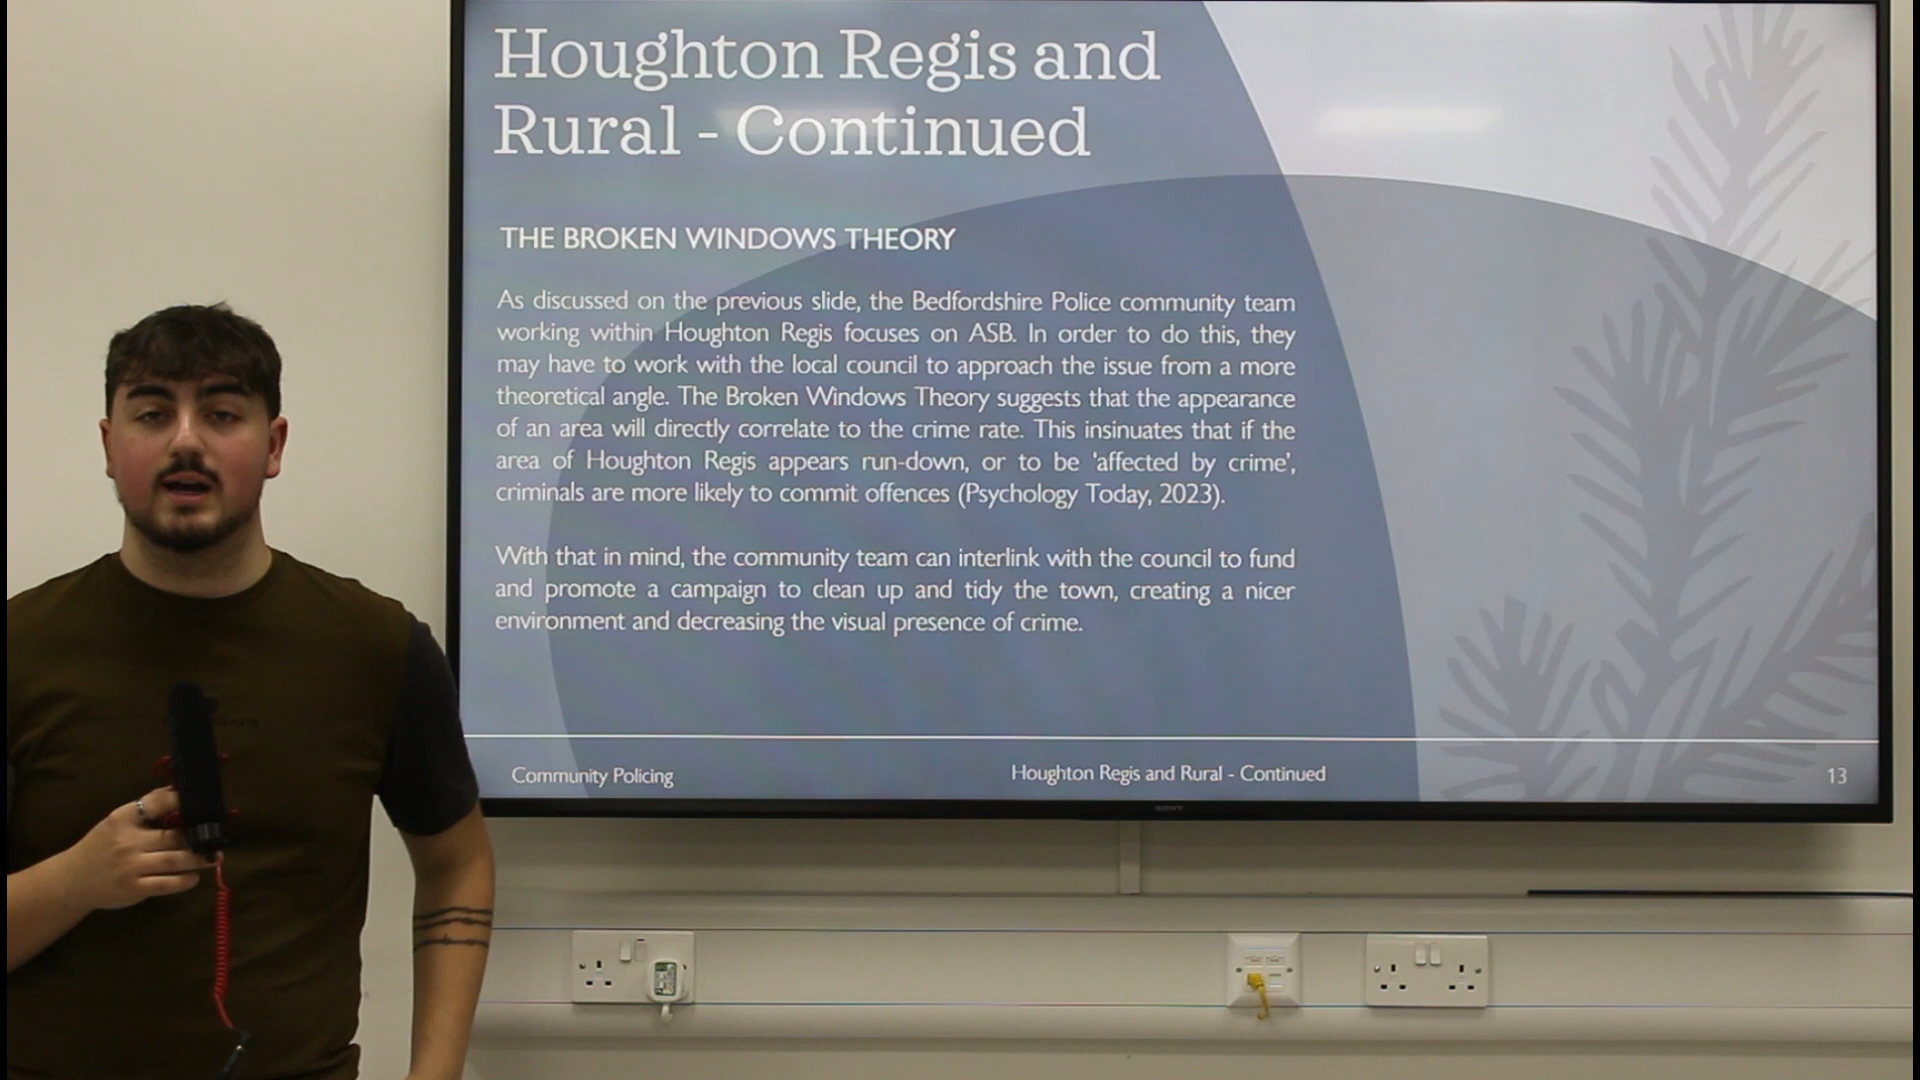 Houghton Regis and
Rural - Continued
THE BROKEN WINDOWS THEORY
As discussed on the previous slide, the Bedfordshire Police community team
working within Houghton Regis focuses on ASB. In order to do this, they
may have to work with the local council to approach the issue from a more
theoretical angle. The Broken Windows Theory suggests that the appearance
of an area will directly correlate to the crime rate. This insinuates that if the
area of Houghton Regis appears run-down, or to be 'affected by crime',
criminals are more likely to commit offences (Psychology Today, 2023).
With that in mind, the community team can interlink with the council to fund
and promote a campaign to clean up and tidy the town, creating a nicer
environment and decreasing the visual presence of crime.
Community Policing
Houghton Regis and Rural - Continued
13
SONY